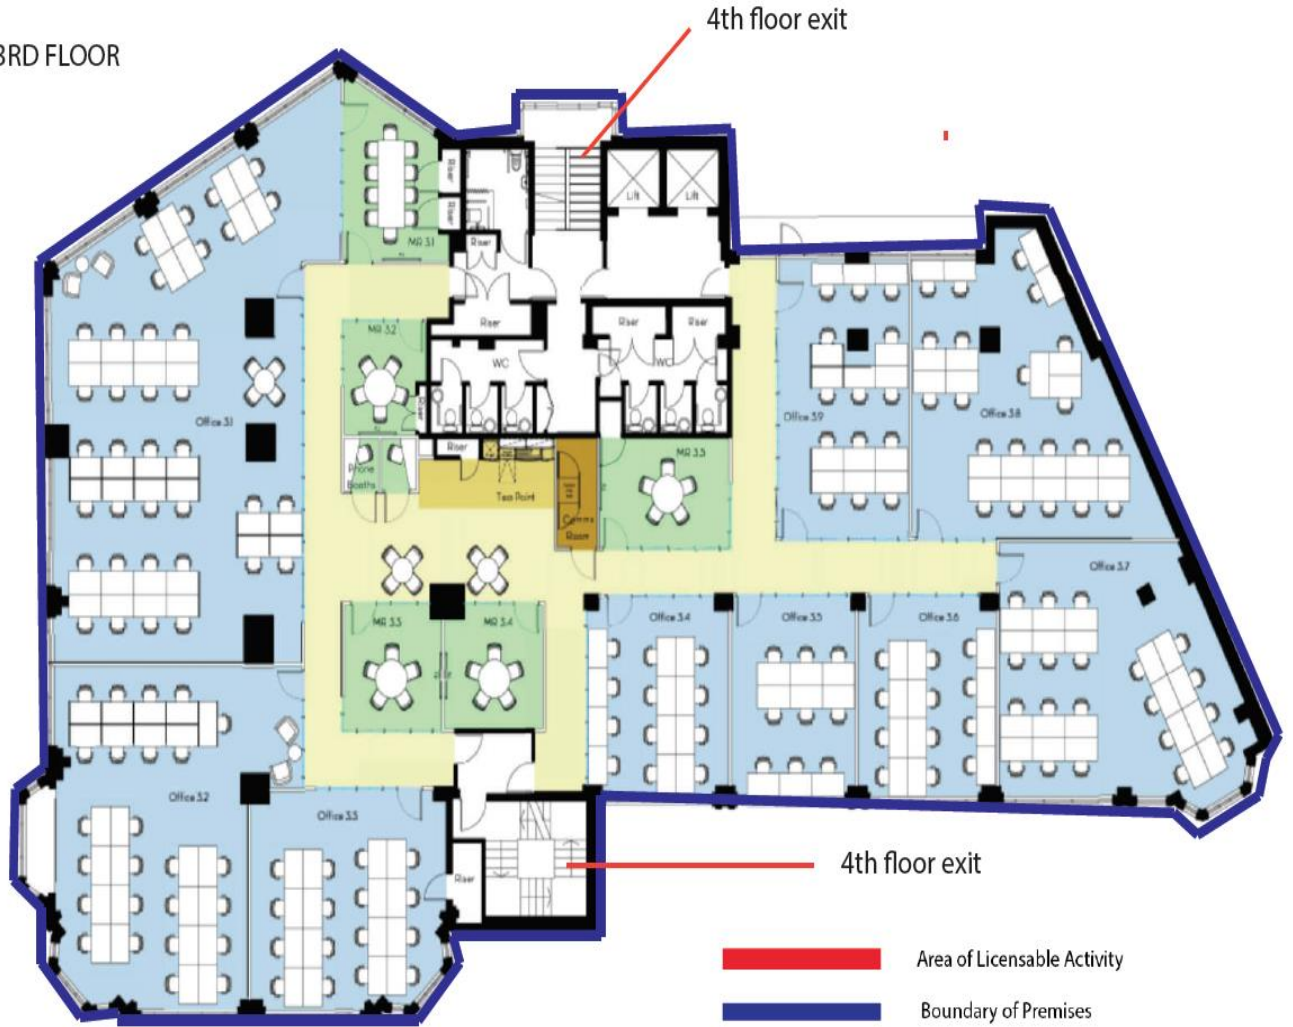 4th floor exit
3RD FLOOR
Riser
Riser
Lift
Lift
MR 3.1
Riser
Riser
Riser
Riser
MR 3.2
WC
WC
Office 3.1
Riser
Office 3.9
Office 3.8
Riser
MR 3.5
Phone
Booths
Tea Point
Comms
Room
Office 3.7
MR 3.3
MR 3.4
Office 3.4
Office 3.5
Office 3.6
Office 3.2
Office 3.3
Riser
4th floor exit
Area of Licensable Activity
Boundary of Premises